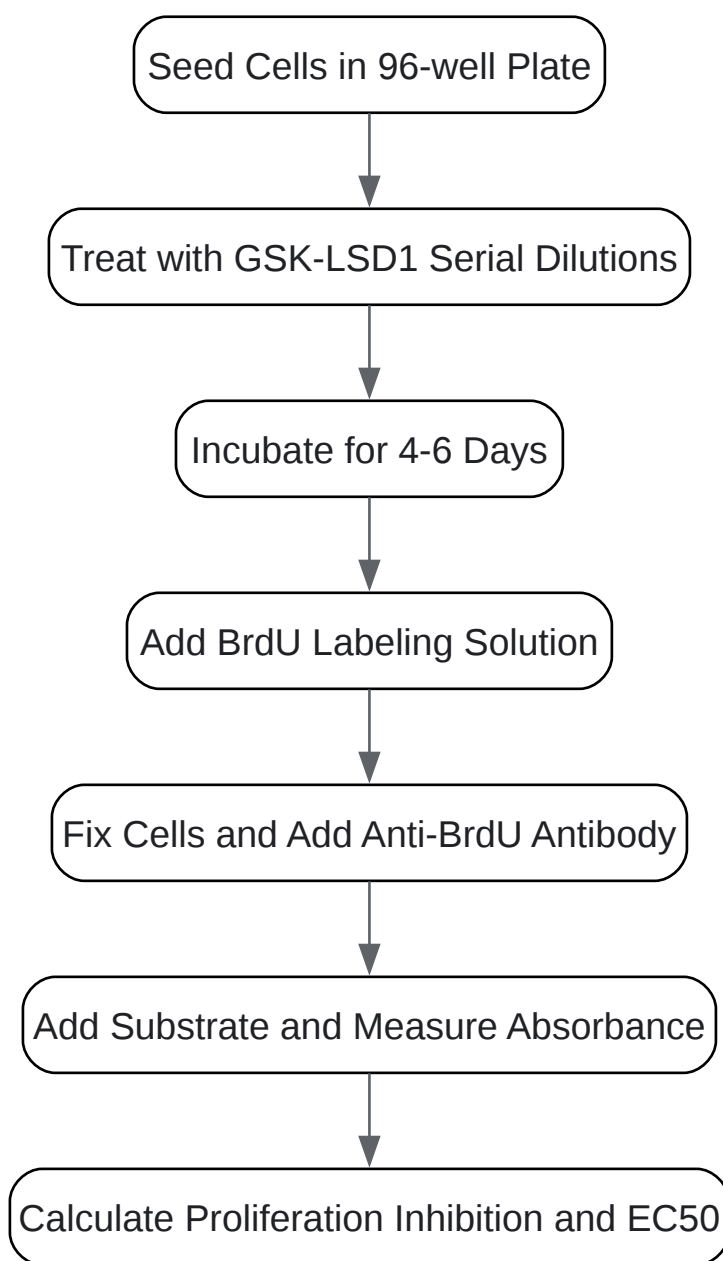 Seed Cells in 96-well Plate
Treat with GSK-LSD1 Serial Dilutions
Incubate for 4-6 Days
Add BrdU Labeling Solution
Fix Cells and Add Anti-BrdU Antibody
Add Substrate and Measure Absorbance
Calculate Proliferation Inhibition and EC50